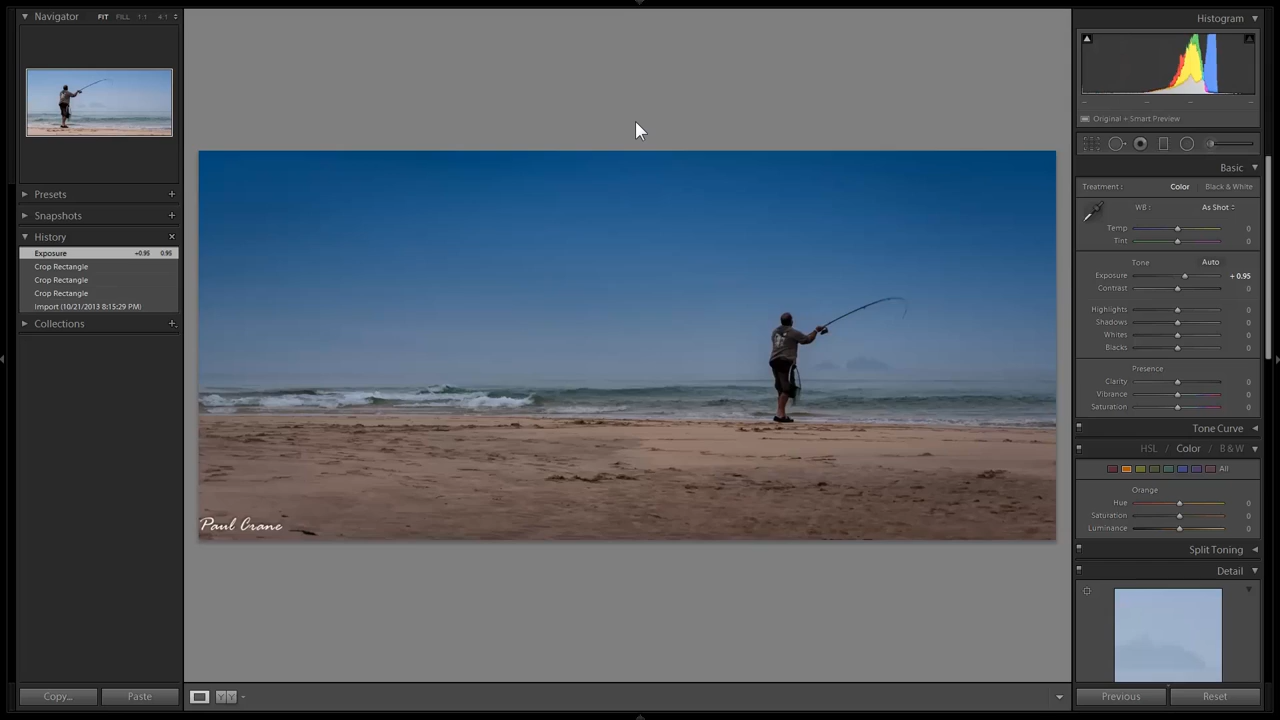 Navigator FIT FILL 1:1 4:1
Presets
Snapshots
History
Exposure +0.95 0.95
Crop Rectangle
Crop Rectangle
Crop Rectangle
Import (10/21/2013 8:15:29 PM)
Collections
Copy... Paste
Paul Crane
Histogram
Original + Smart Preview
Basic
Treatment : Color Black & White
WB : As Shot
Temp 0
Tint 0
Tone Auto
Exposure + 0.95
Contrast 0
Highlights 0
Shadows 0
Whites 0
Blacks 0
Presence
Clarity 0
Vibrance 0
Saturation 0
Tone Curve
HSL / Color / B & W
All
Orange
Hue 0
Saturation 0
Luminance 0
Split Toning
Detail
Previous Reset